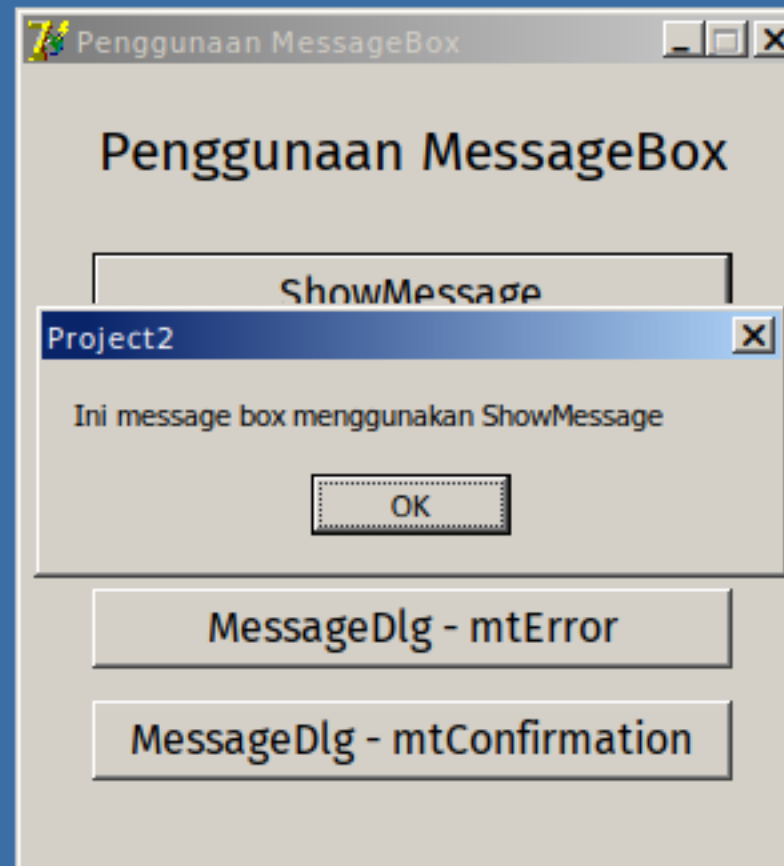 Penggunaan MessageBox
Penggunaan MessageBox
ShowMessage
Project2
Ini message box menggunakan ShowMessage
OK
MessageDlg - mtError
MessageDlg - mtConfirmation